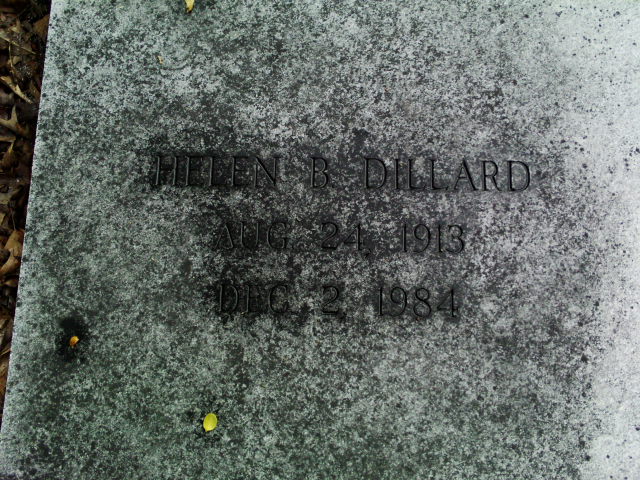 HELEN B. DILLARD
AUG. 24, 1913
DEC. 2, 1984